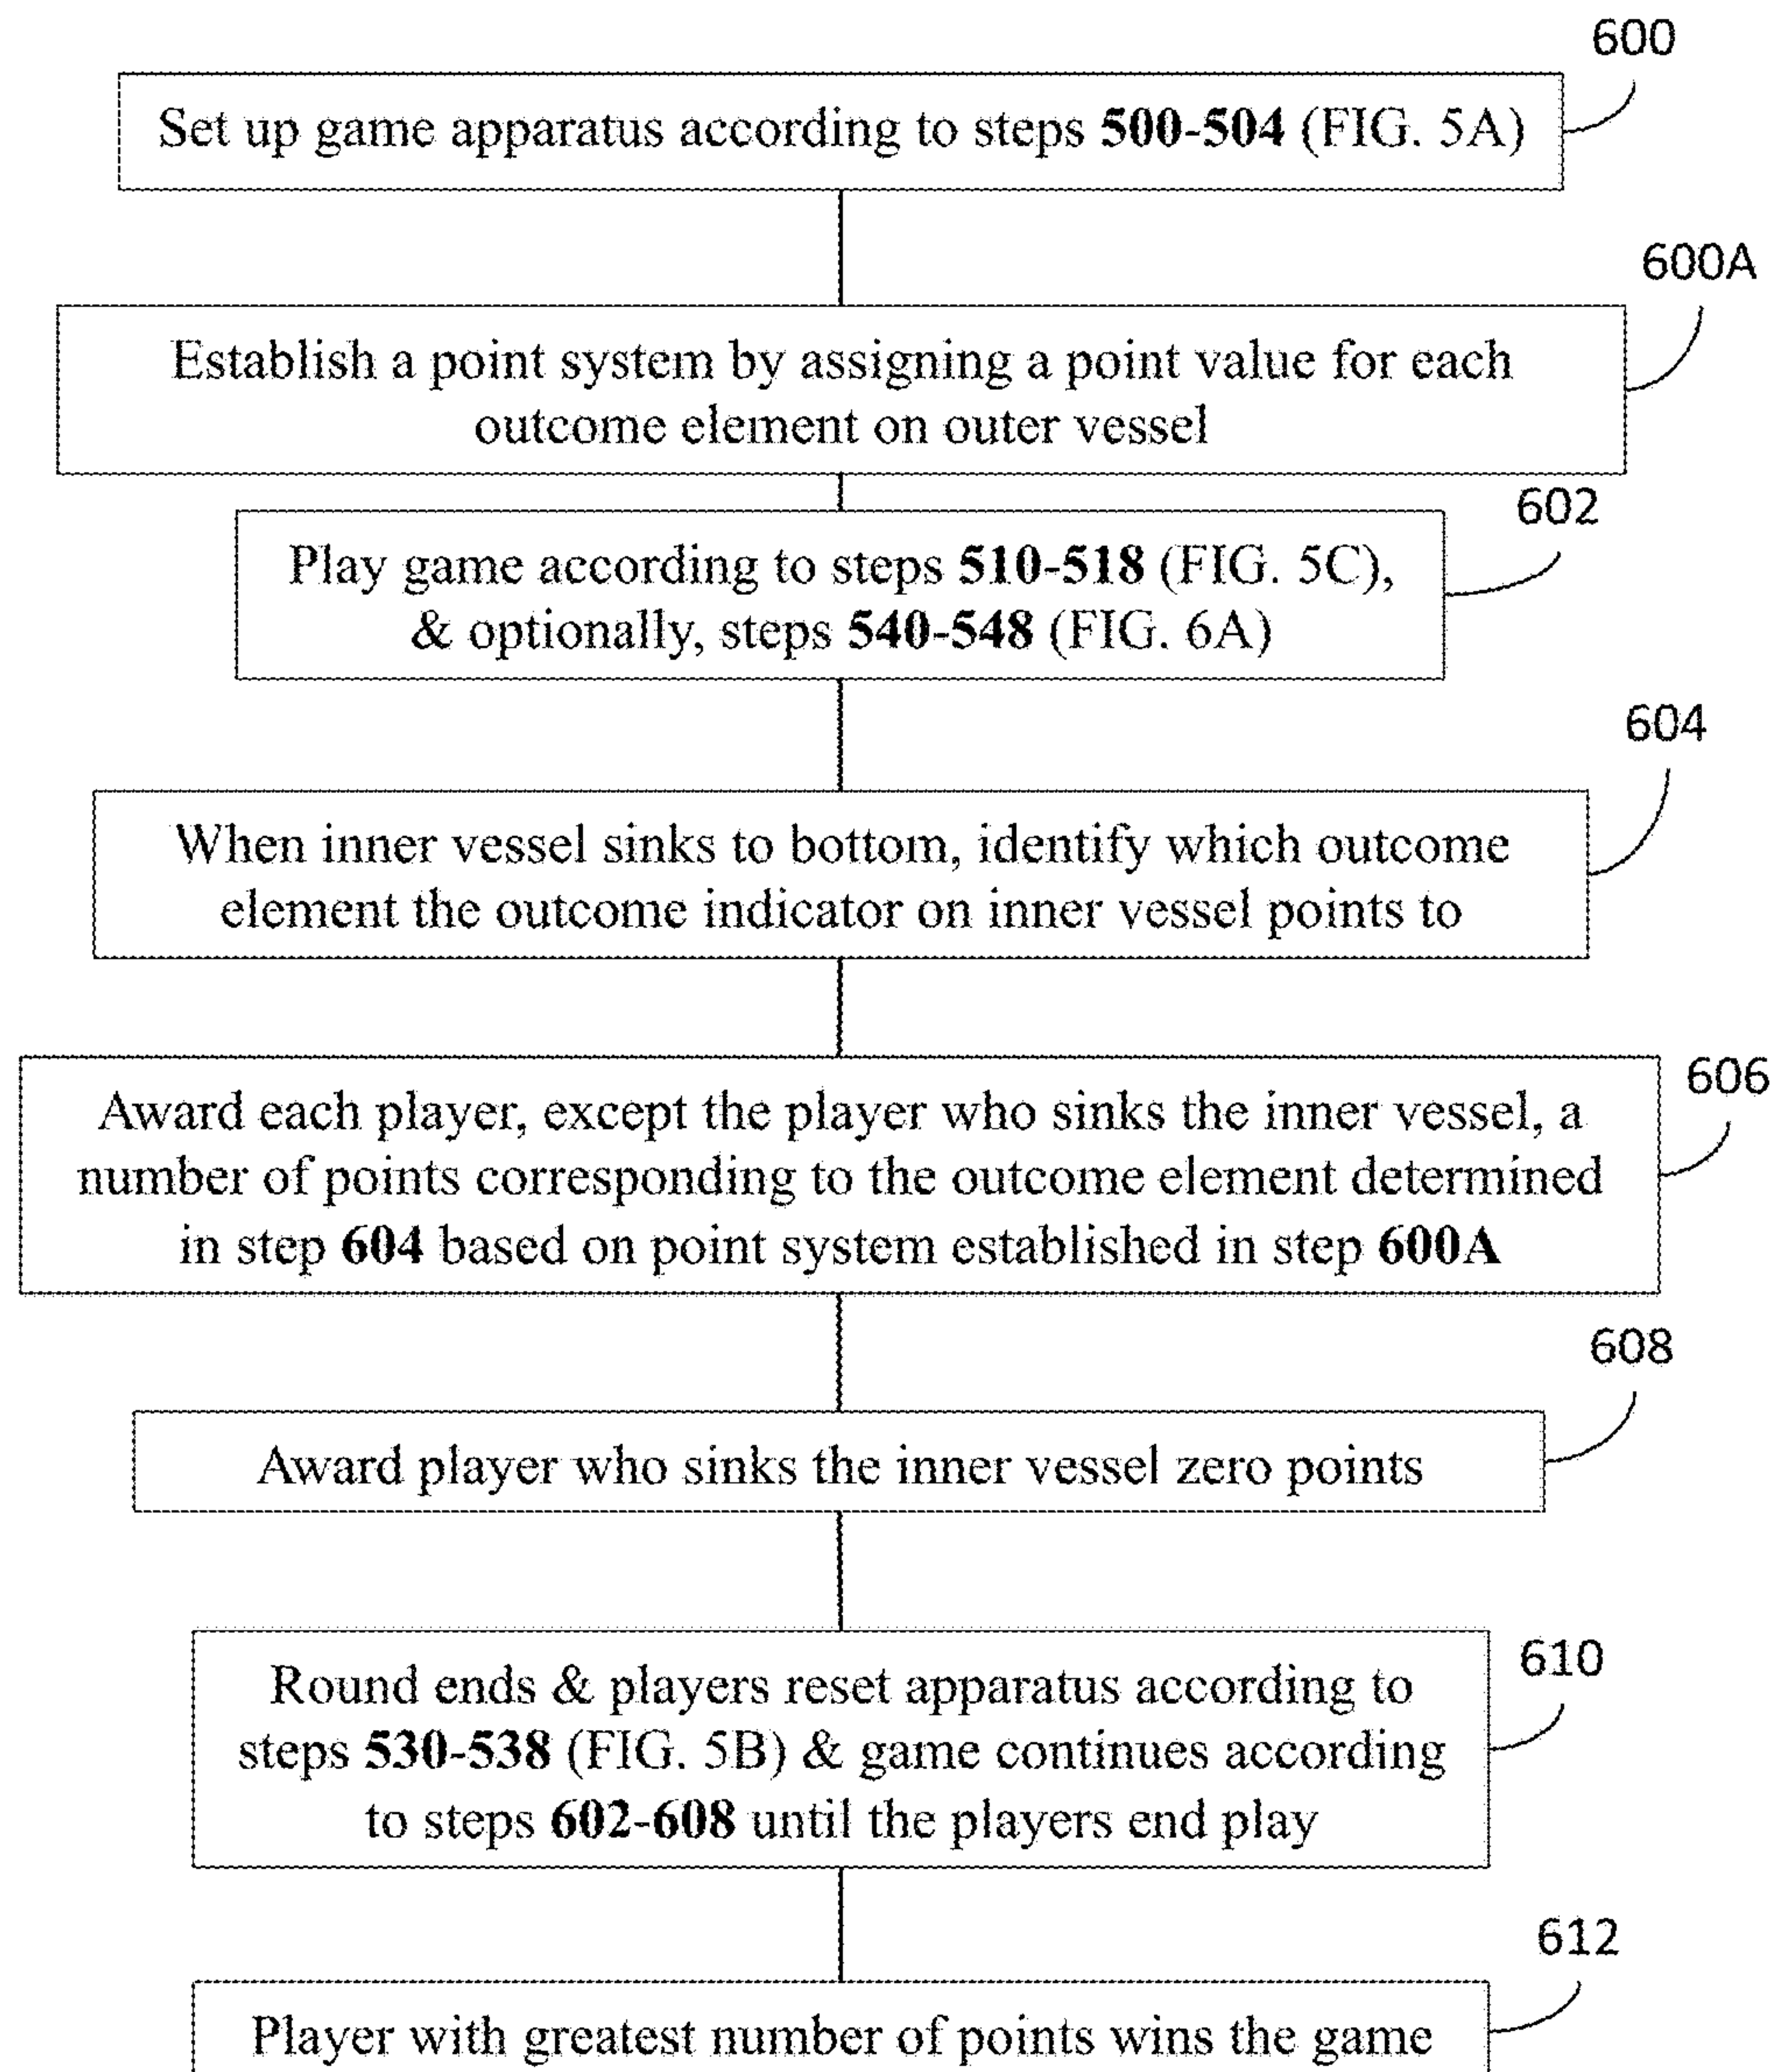 600
Set up game apparatus according to steps 500-504 (FIG. 5A)
600A
Establish a point system by assigning a point value for each
outcome element on outer vessel
602
Play game according to steps 510-518 (FIG. 5C),
& optionally, steps 540-548 (FIG. 6A)
604
When inner vessel sinks to bottom, identify which outcome
element the outcome indicator on inner vessel points to
606
Award each player, except the player who sinks the inner vessel, a
number of points corresponding to the outcome element determined
in step 604 based on point system established in step 600A
608
Award player who sinks the inner vessel zero points
610
Round ends & players reset apparatus according to
steps 530-538 (FIG. 5B) & game continues according
to steps 602-608 until the players end play
612
Player with greatest number of points wins the game